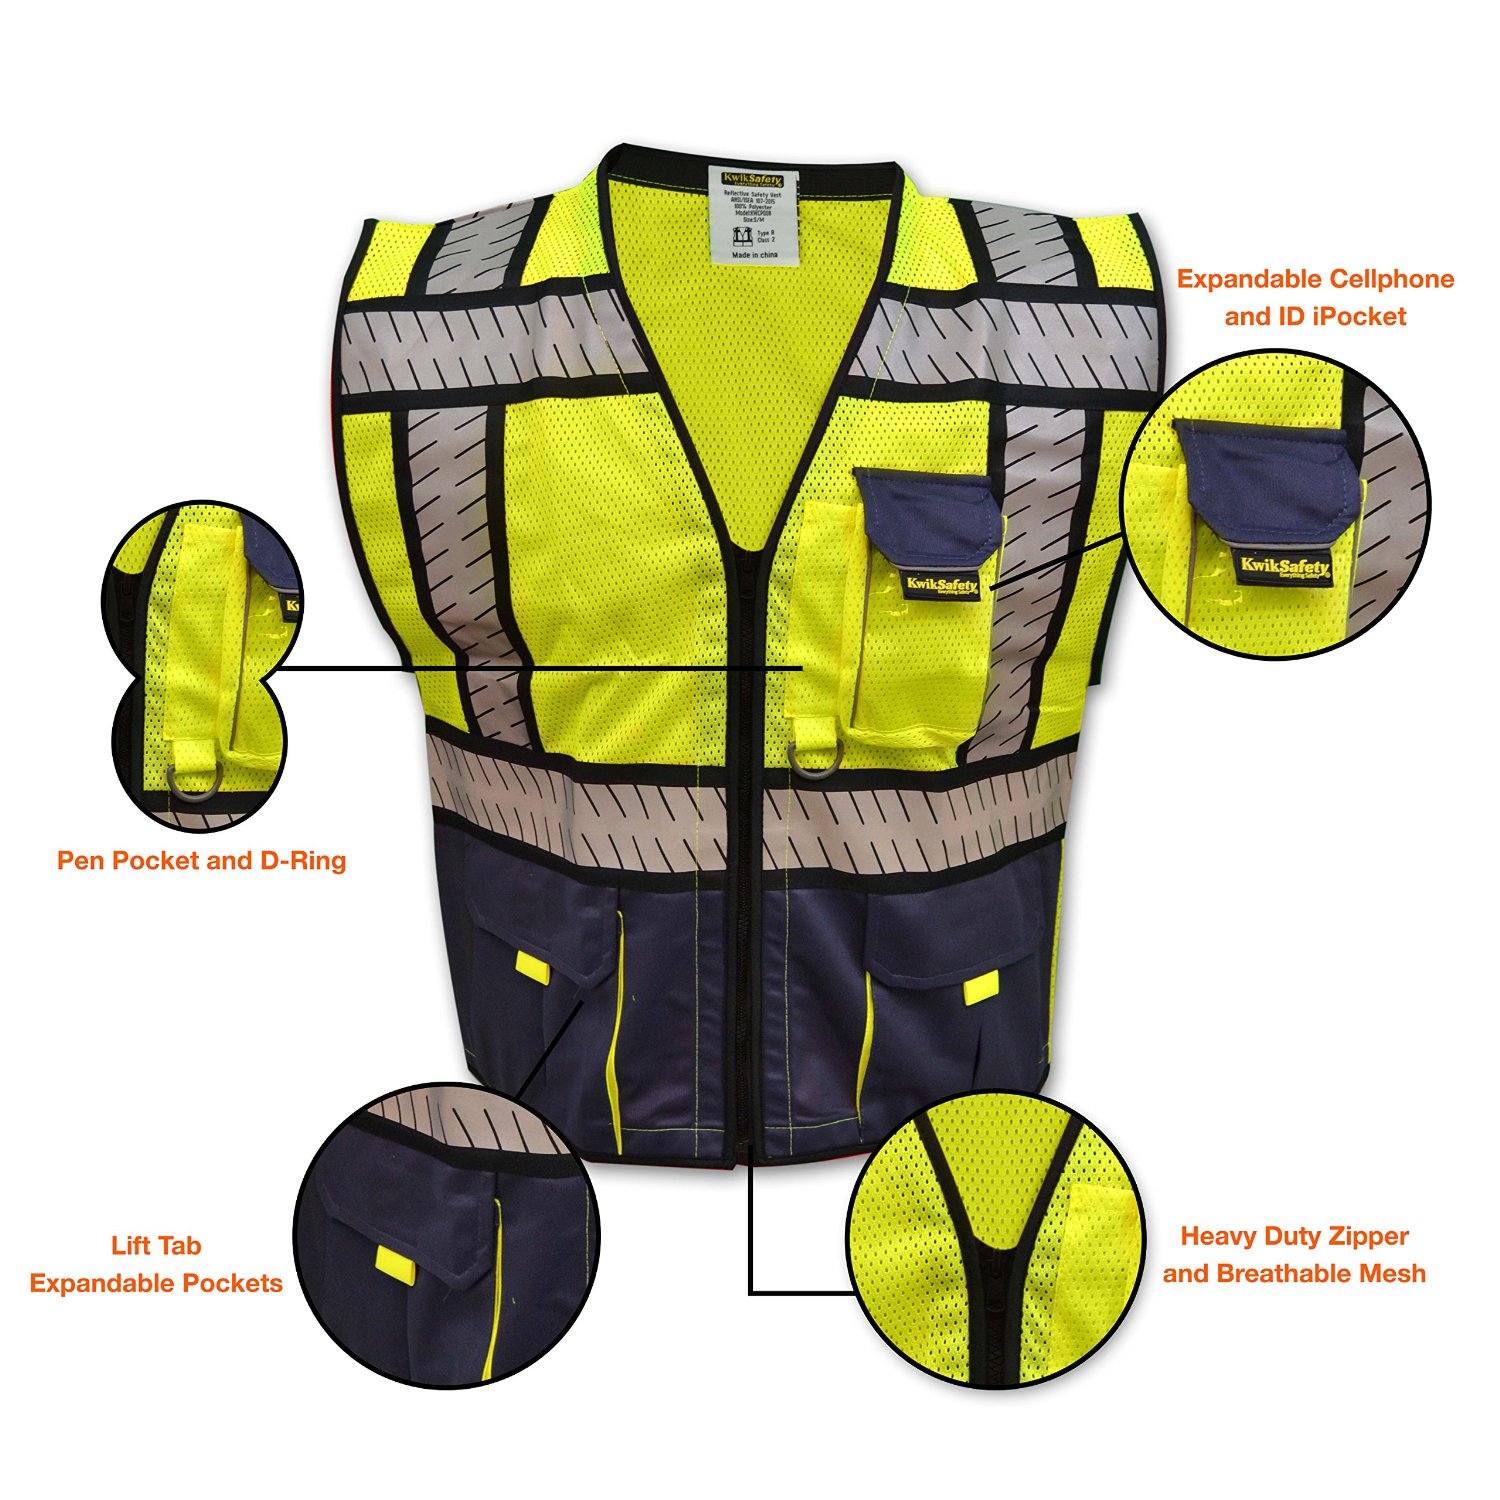 KwikSafety
Everything Safety®
Reflective Safety Vest
ANSI/ISEA 107-2015
100% Polyester
Size:S/M
Type R
Class 2
Made in china
Expandable Cellphone
and ID iPocket
KwikSafety
Everything Safety®
KwikSafety®
Everything Safety
K
Pen Pocket and D-Ring
Lift Tab
Expandable Pockets
Heavy Duty Zipper
and Breathable Mesh